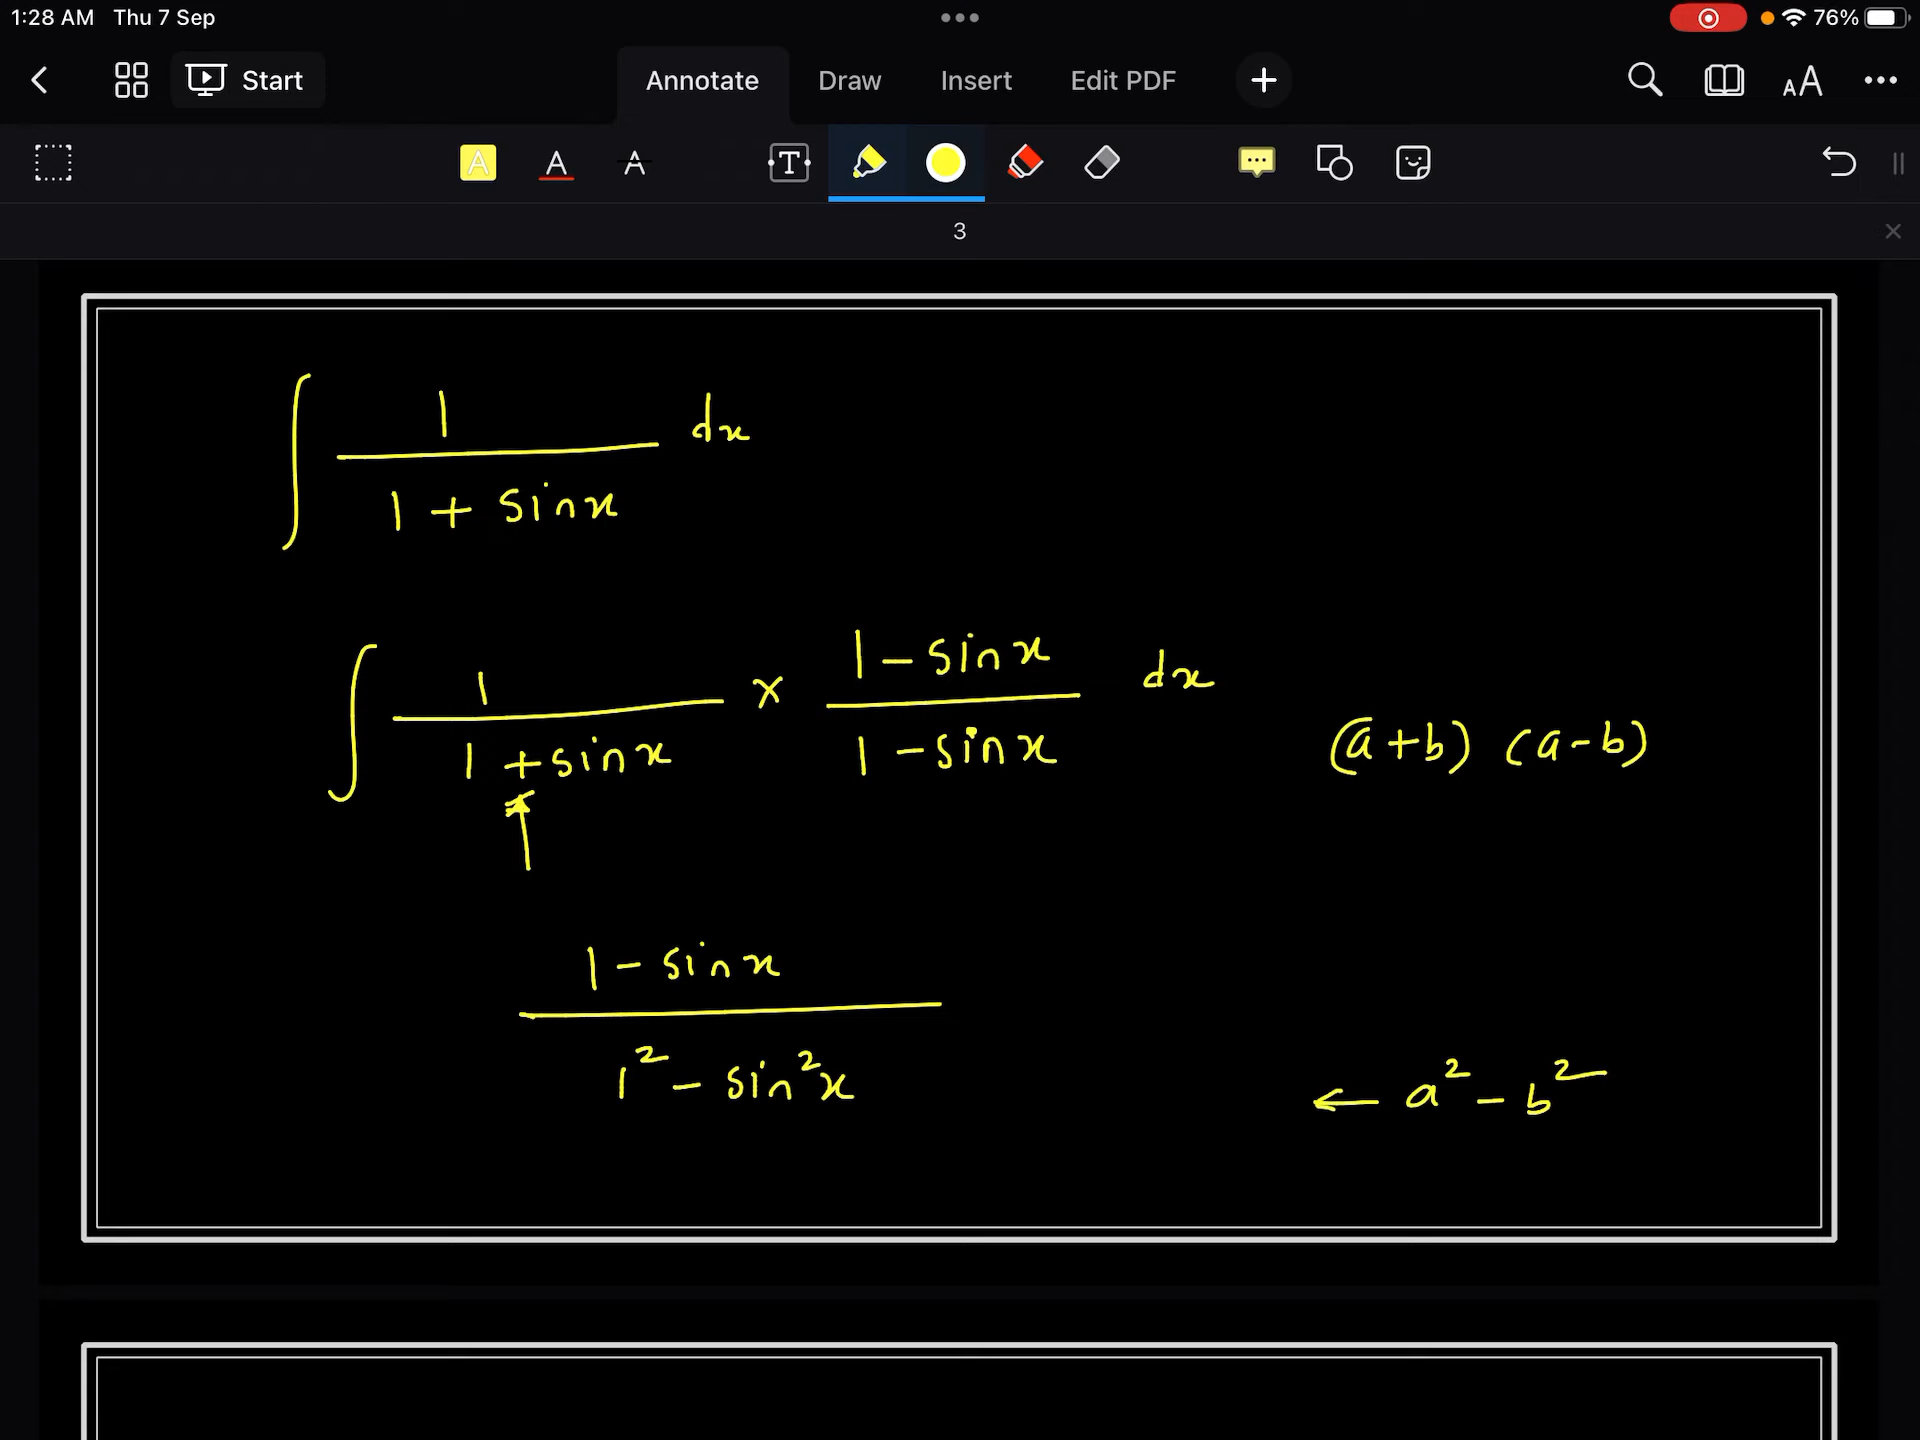 1:28 AM Thu 7 Sep 76%
Start Annotate Draw Insert Edit PDF + AA
A A A T
3
∫ 1/(1 + sinx) dx
∫ 1/(1 + sinx) × (1 - sinx)/(1 - sinx) dx
(a+b) (a-b)
(1 - sinx)/(1² - sin²x)
← a² - b²